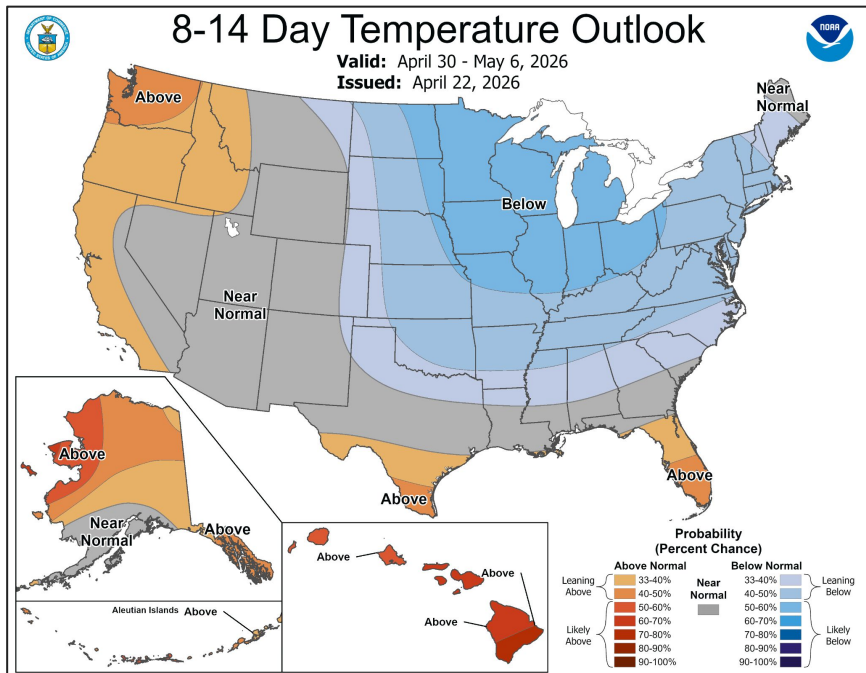 8-14 Day Temperature Outlook
Valid: April 30 - May 6, 2026
Issued: April 22, 2026
NOAA
Above
Near
Normal
Below
Near
Normal
Above
Above
Above
Near
Normal
Above
Aleutian Islands
Above
Above
Above
Above
Probability
(Percent Chance)
Above Normal
Below Normal
Leaning
Above
33-40%
40-50%
Likely
Above
50-60%
60-70%
70-80%
80-90%
90-100%
Near
Normal
33-40%
40-50%
Leaning
Below
50-60%
60-70%
70-80%
80-90%
90-100%
Likely
Below